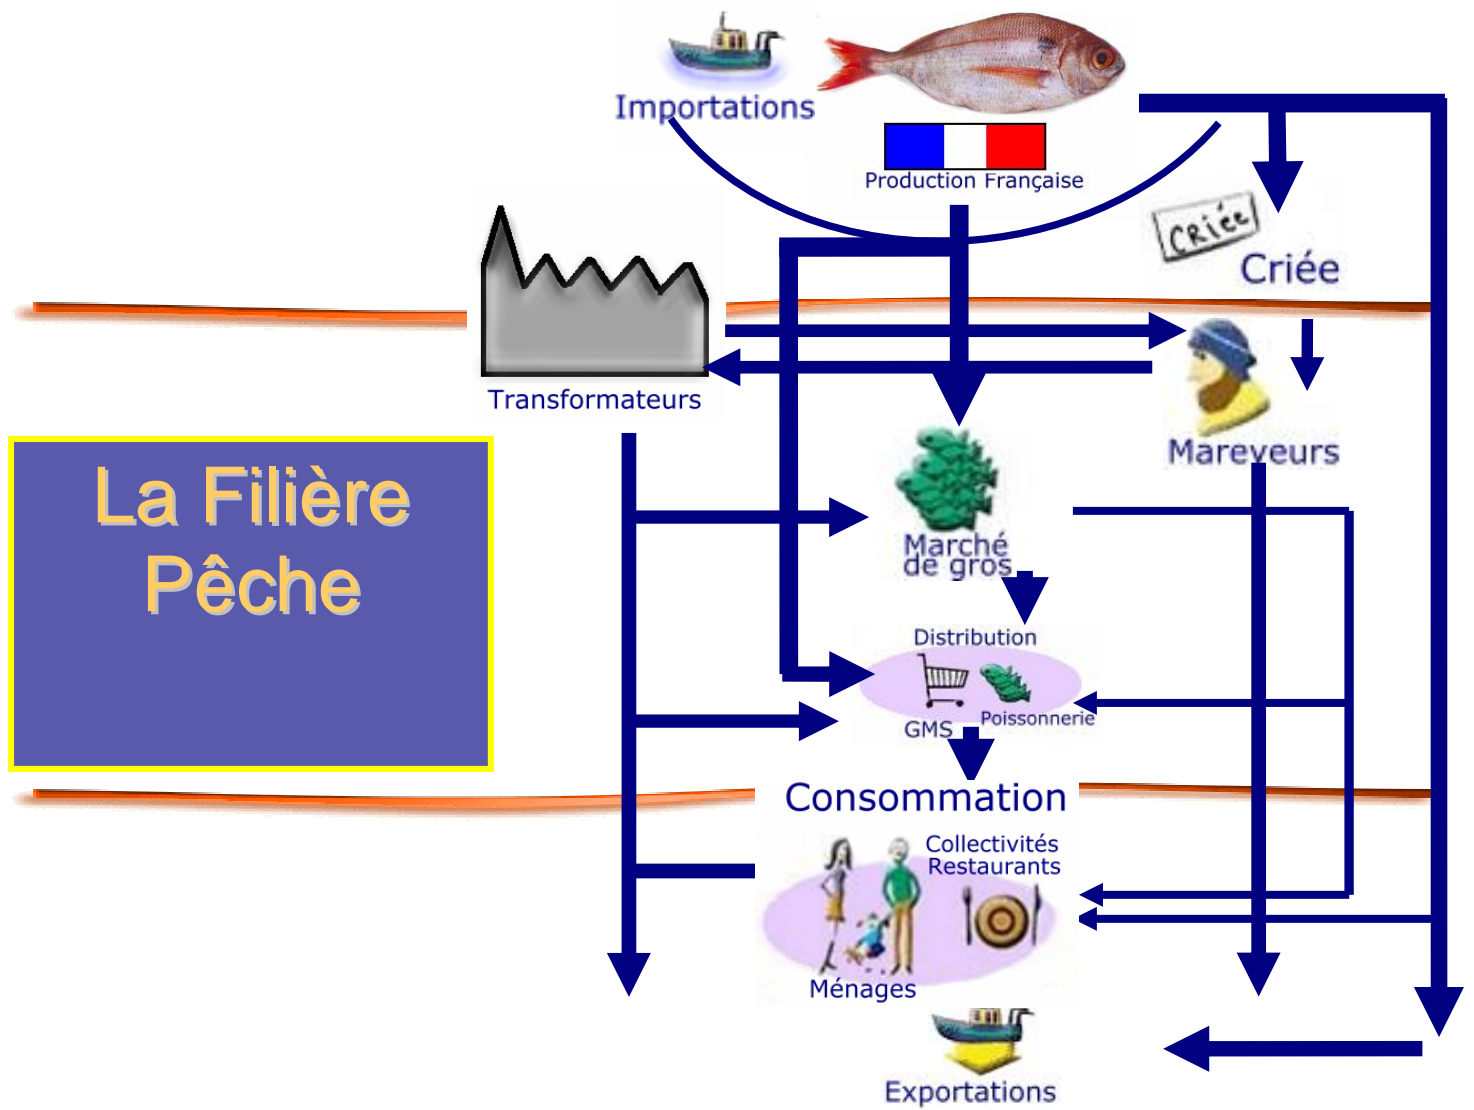 Importations
Production Française
CRiée
Criée
Transformateurs
Mareyeurs
La Filière
Pêche
Marché
de gros
Distribution
GMS
Poissonnerie
Consommation
Collectivités
Restaurants
Ménages
Exportations